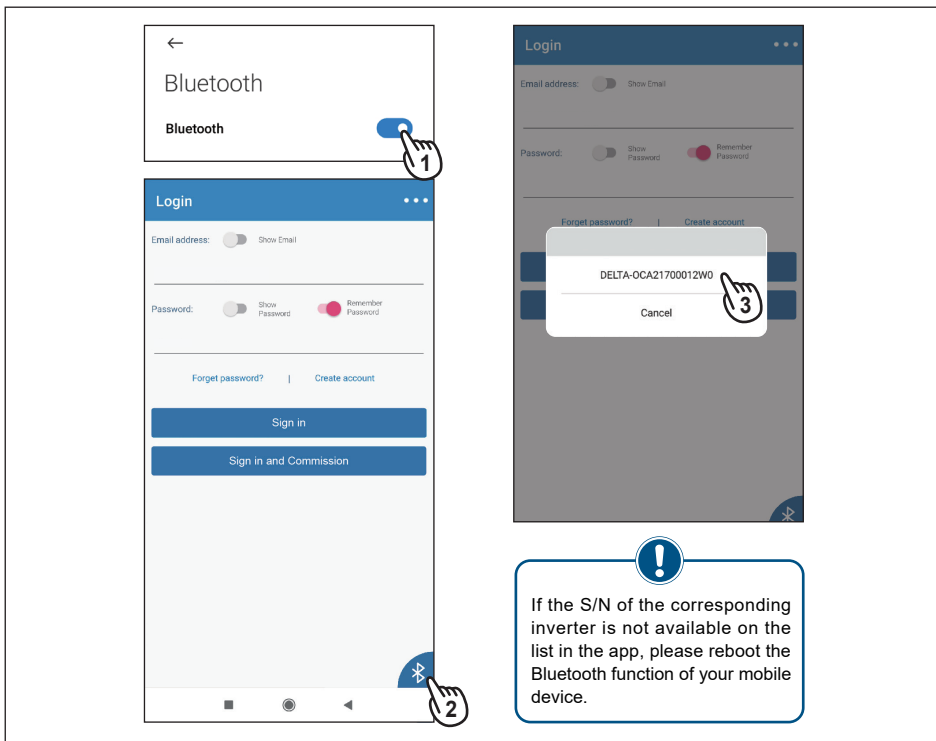 Bluetooth
Bluetooth
1
Login
Email address:
Show Email
Password:
Show
Password
Remember
Password
Forget password? | Create account
Sign in
Sign in and Commission
2
Login
Email address:
Show Email
Password:
Show
Password
Remember
Password
Forget password? | Create account
DELTA-OCA21700012W0
Cancel
3
!
If the S/N of the corresponding
inverter is not available on the
list in the app, please reboot the
Bluetooth function of your mobile
device.